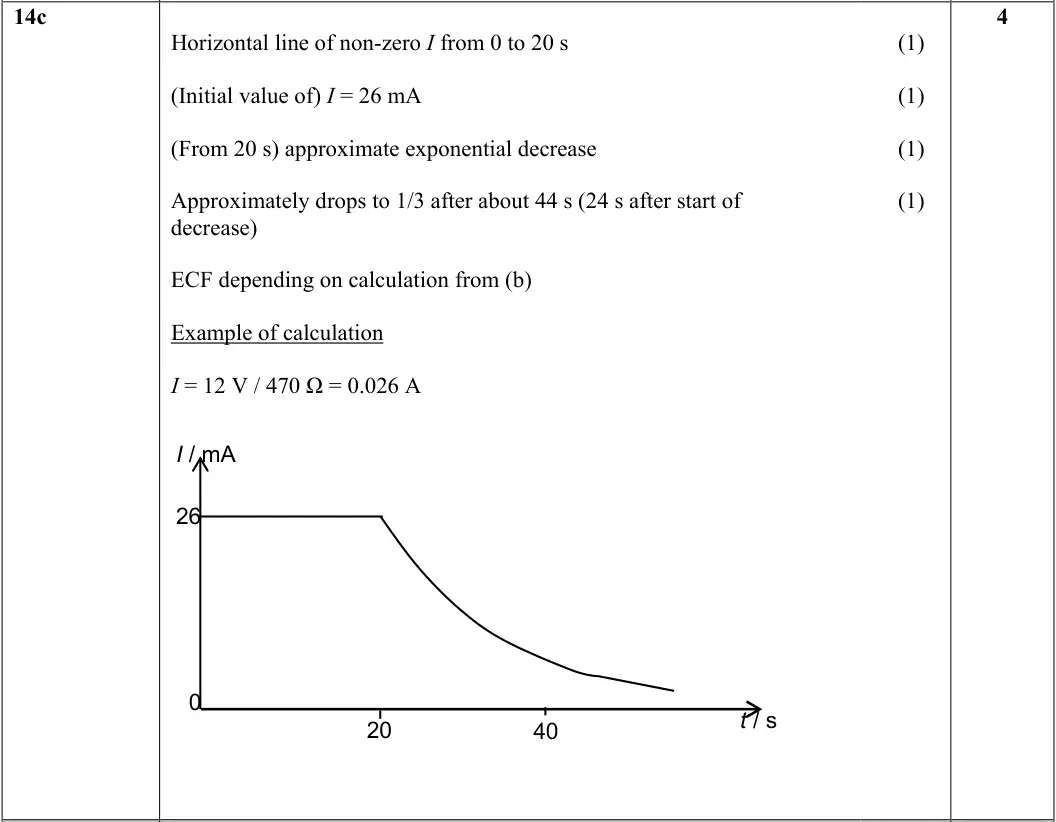 14c
4
Horizontal line of non-zero I from 0 to 20 s (1)
(Initial value of) I = 26 mA (1)
(From 20 s) approximate exponential decrease (1)
Approximately drops to 1/3 after about 44 s (24 s after start of (1)
decrease)
ECF depending on calculation from (b)
Example of calculation
I = 12 V / 470 Ω = 0.026 A
I / mA
26
0
20
40
t / s